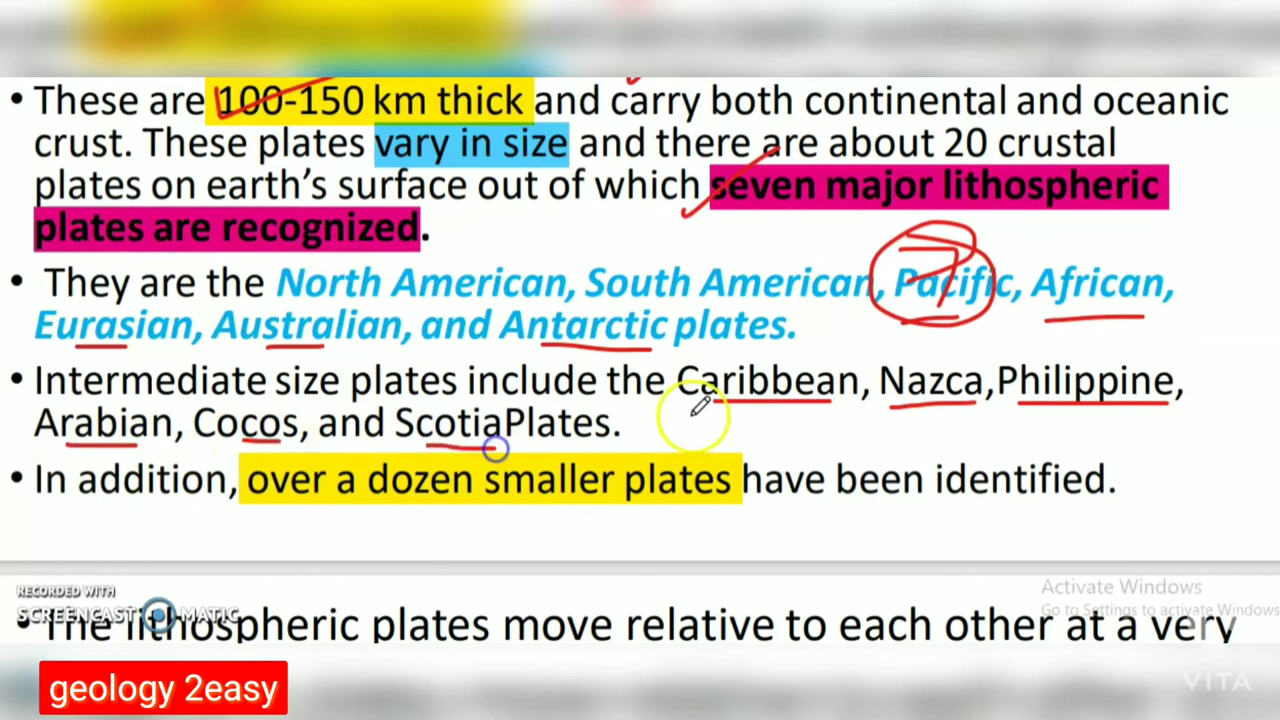 • These are 100-150 km thick and carry both continental and oceanic
crust. These plates vary in size and there are about 20 crustal
plates on earth's surface out of which seven major lithospheric
plates are recognized.
• They are the North American, South American, Pacific, African,
Eurasian, Australian, and Antarctic plates.
7
• Intermediate size plates include the Caribbean, Nazca,Philippine,
Arabian, Cocos, and ScotiaPlates.
• In addition, over a dozen smaller plates have been identified.
RECORDED WITH
SCREENCAST MATIC
Activate Windows
Go to Settings to activate Windows
• The lithospheric plates move relative to each other at a very
geology 2easy
VITA